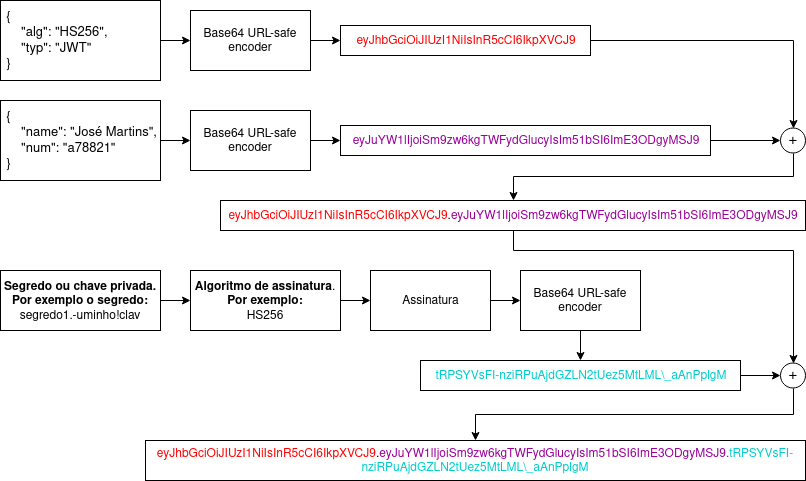 {
"alg": "HS256",
"typ": "JWT"
}
Base64 URL-safe
encoder
eyJhbGciOiJIUzI1NiIsInR5cCI6IkpXVCJ9
{
"name": "José Martins",
"num": "a78821"
}
Base64 URL-safe
encoder
eyJuYW1lIjoiSm9zw6kgTWFydGlucyIsIm51bSI6ImE3ODgyMSJ9
+
eyJhbGciOiJIUzI1NiIsInR5cCI6IkpXVCJ9.eyJuYW1lIjoiSm9zw6kgTWFydGlucyIsIm51bSI6ImE3ODgyMSJ9
Segredo ou chave privada.
Por exemplo o segredo:
segredo1.-uminho!clav
Algoritmo de assinatura.
Por exemplo:
HS256
Assinatura
Base64 URL-safe
encoder
tRPSYVsFI-nziRPuAjdGZLN2tUez5MtLML\_aAnPpIgM
+
eyJhbGciOiJIUzI1NiIsInR5cCI6IkpXVCJ9.eyJuYW1lIjoiSm9zw6kgTWFydGlucyIsIm51bSI6ImE3ODgyMSJ9.tRPSYVsFI-
nziRPuAjdGZLN2tUez5MtLML\_aAnPpIgM